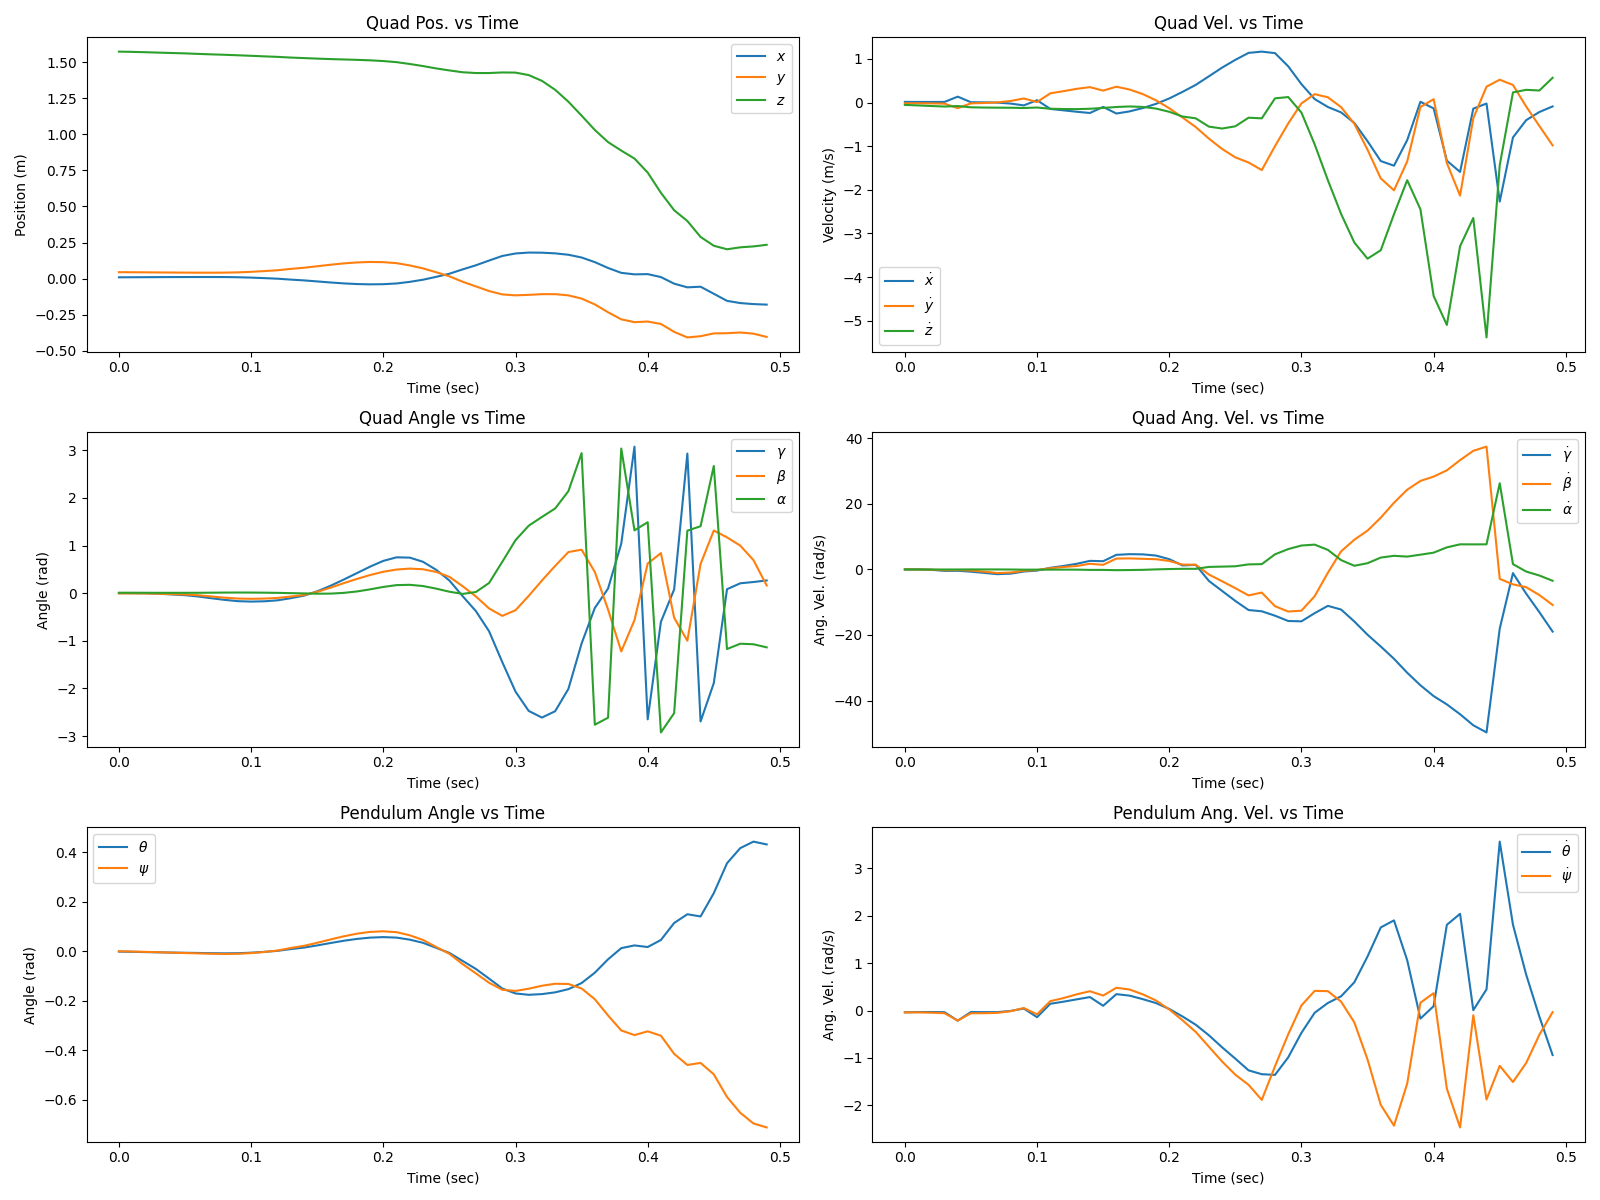 Quad Pos. vs Time
Position (m)
1.50
1.25
1.00
0.75
0.50
0.25
0.00
−0.25
−0.50
x
y
z
0.0 0.1 0.2 0.3 0.4 0.5
Time (sec)
Quad Vel. vs Time
Velocity (m/s)
1
0
−1
−2
−3
−4
−5
ẋ
ẏ
ż
0.0 0.1 0.2 0.3 0.4 0.5
Time (sec)
Quad Angle vs Time
Angle (rad)
3
2
1
0
−1
−2
−3
γ
β
α
0.0 0.1 0.2 0.3 0.4 0.5
Time (sec)
Quad Ang. Vel. vs Time
Ang. Vel. (rad/s)
40
20
0
−20
−40
γ̇
β̇
α̇
0.0 0.1 0.2 0.3 0.4 0.5
Time (sec)
Pendulum Angle vs Time
Angle (rad)
0.4
0.2
0.0
−0.2
−0.4
−0.6
θ
ψ
0.0 0.1 0.2 0.3 0.4 0.5
Time (sec)
Pendulum Ang. Vel. vs Time
Ang. Vel. (rad/s)
3
2
1
0
−1
−2
θ̇
ψ̇
0.0 0.1 0.2 0.3 0.4 0.5
Time (sec)